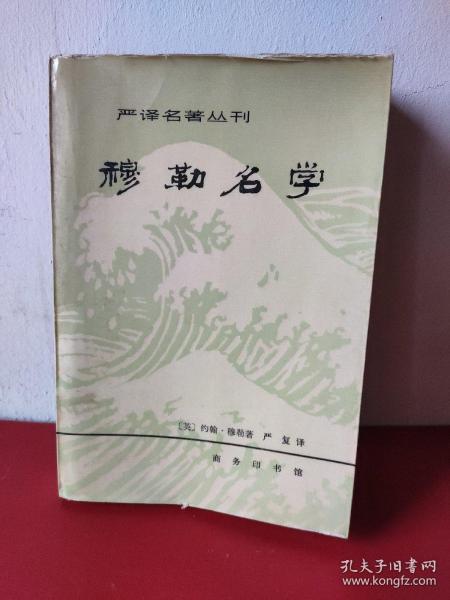 严译名著丛刊
穆勒名学
〔英〕约翰·穆勒著 严复译
商务印书馆
孔夫子旧书网
www.kongfz.com